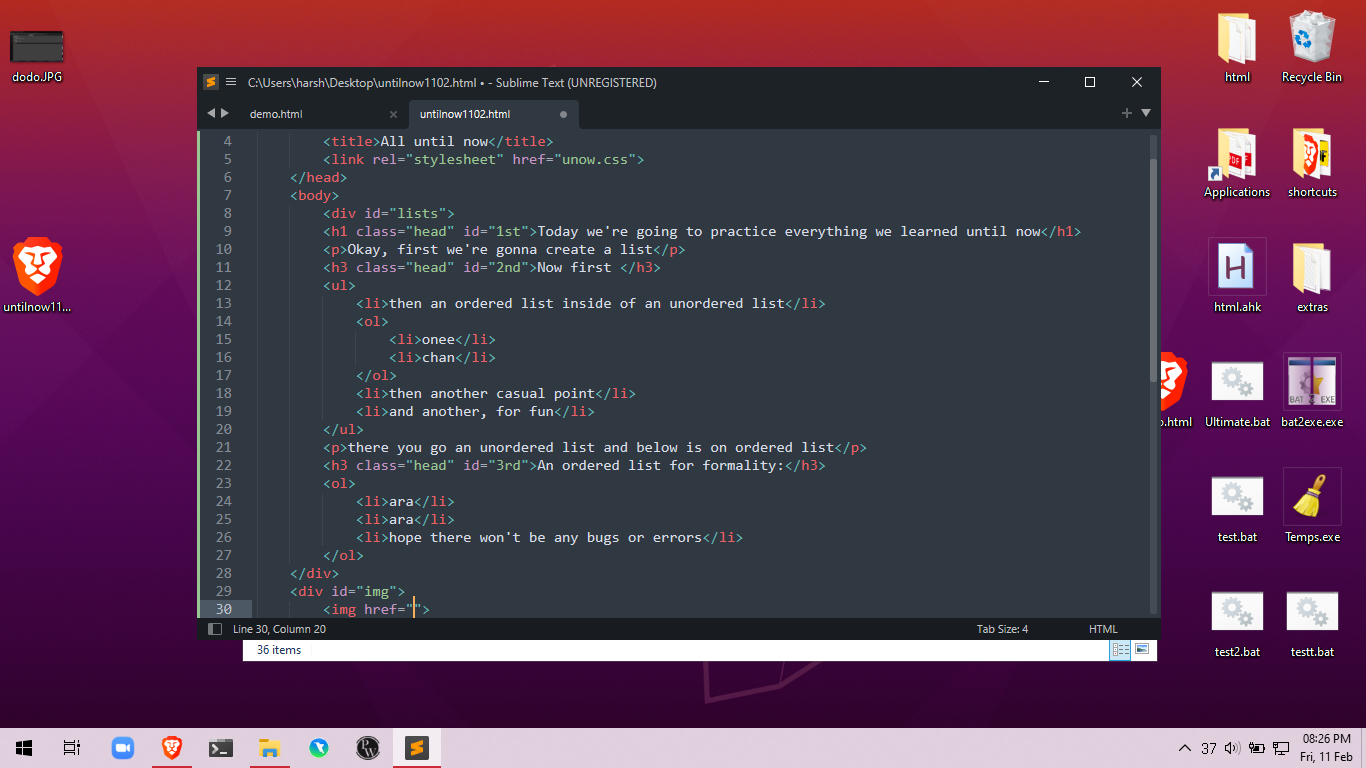 dodo.JPG
untilnow11...
html
Recycle Bin
Applications
shortcuts
html.ahk
extras
o.html
Ultimate.bat
bat2exe.exe
test.bat
Temps.exe
test2.bat
testt.bat
PDF
BAT EXE
C:\Users\harsh\Desktop\untilnow1102.html • - Sublime Text (UNREGISTERED)
demo.html
untilnow1102.html
4 <title>All until now</title>
5 <link rel="stylesheet" href="unow.css">
6 </head>
7 <body>
8 <div id="lists">
9 <h1 class="head" id="1st">Today we're going to practice everything we learned until now</h1>
10 <p>Okay, first we're gonna create a list</p>
11 <h3 class="head" id="2nd">Now first </h3>
12 <ul>
13 <li>then an ordered list inside of an unordered list</li>
14 <ol>
15 <li>onee</li>
16 <li>chan</li>
17 </ol>
18 <li>then another casual point</li>
19 <li>and another, for fun</li>
20 </ul>
21 <p>there you go an unordered list and below is on ordered list</p>
22 <h3 class="head" id="3rd">An ordered list for formality:</h3>
23 <ol>
24 <li>ara</li>
25 <li>ara</li>
26 <li>hope there won't be any bugs or errors</li>
27 </ol>
28 </div>
29 <div id="img">
30 <img href="">
Line 30, Column 20
Tab Size: 4
HTML
36 items
37
08:26 PM
Fri, 11 Feb